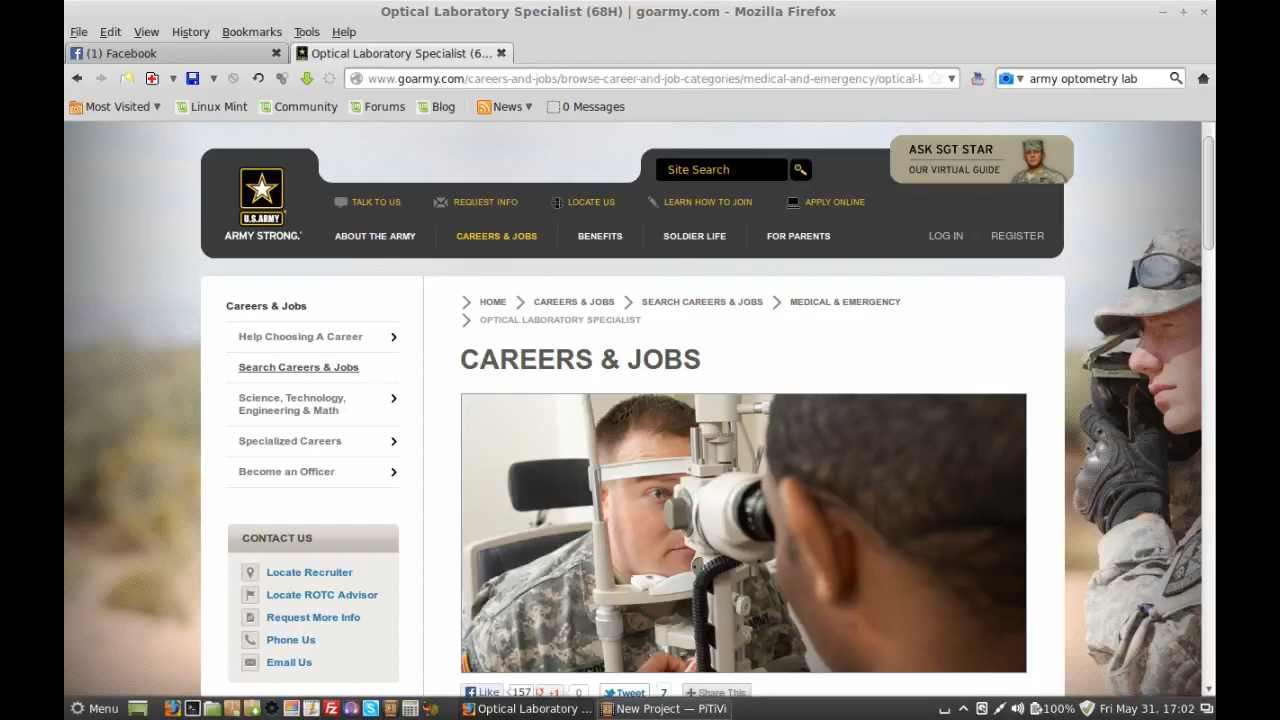 Optical Laboratory Specialist (68H) | goarmy.com - Mozilla Firefox
File Edit View History Bookmarks Tools Help
(1) Facebook
Optical Laboratory Specialist (6...
www.goarmy.com/careers-and-jobs/browse-career-and-job-categories/medical-and-emergency/optical-l
army optometry lab
Most Visited Linux Mint Community Forums Blog News 0 Messages
ASK SGT STAR
OUR VIRTUAL GUIDE
Site Search
TALK TO US REQUEST INFO LOCATE US LEARN HOW TO JOIN APPLY ONLINE
U.S.ARMY
ARMY STRONG.
ABOUT THE ARMY CAREERS & JOBS BENEFITS SOLDIER LIFE FOR PARENTS
LOG IN REGISTER
Careers & Jobs
Help Choosing A Career
Search Careers & Jobs
Science, Technology,
Engineering & Math
Specialized Careers
Become an Officer
CONTACT US
Locate Recruiter
Locate ROTC Advisor
Request More Info
Phone Us
Email Us
HOME CAREERS & JOBS SEARCH CAREERS & JOBS MEDICAL & EMERGENCY
OPTICAL LABORATORY SPECIALIST
CAREERS & JOBS
Like 157 +1 0 Tweet 7 Share This
Menu Optical Laboratory ... New Project — PiTiVi 100% Fri May 31, 17:02